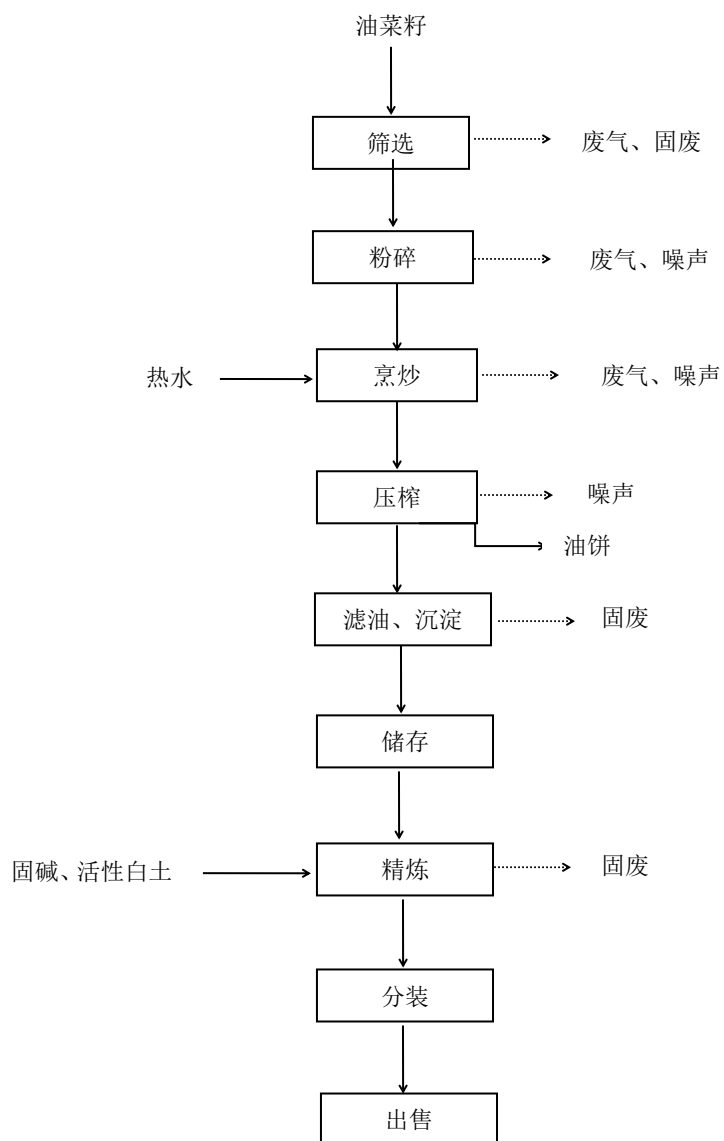 油菜籽
筛选
废气、固废
粉碎
废气、噪声
热水
烹炒
废气、噪声
压榨
噪声
油饼
滤油、沉淀
固废
储存
固碱、活性白土
精炼
固废
分装
出售